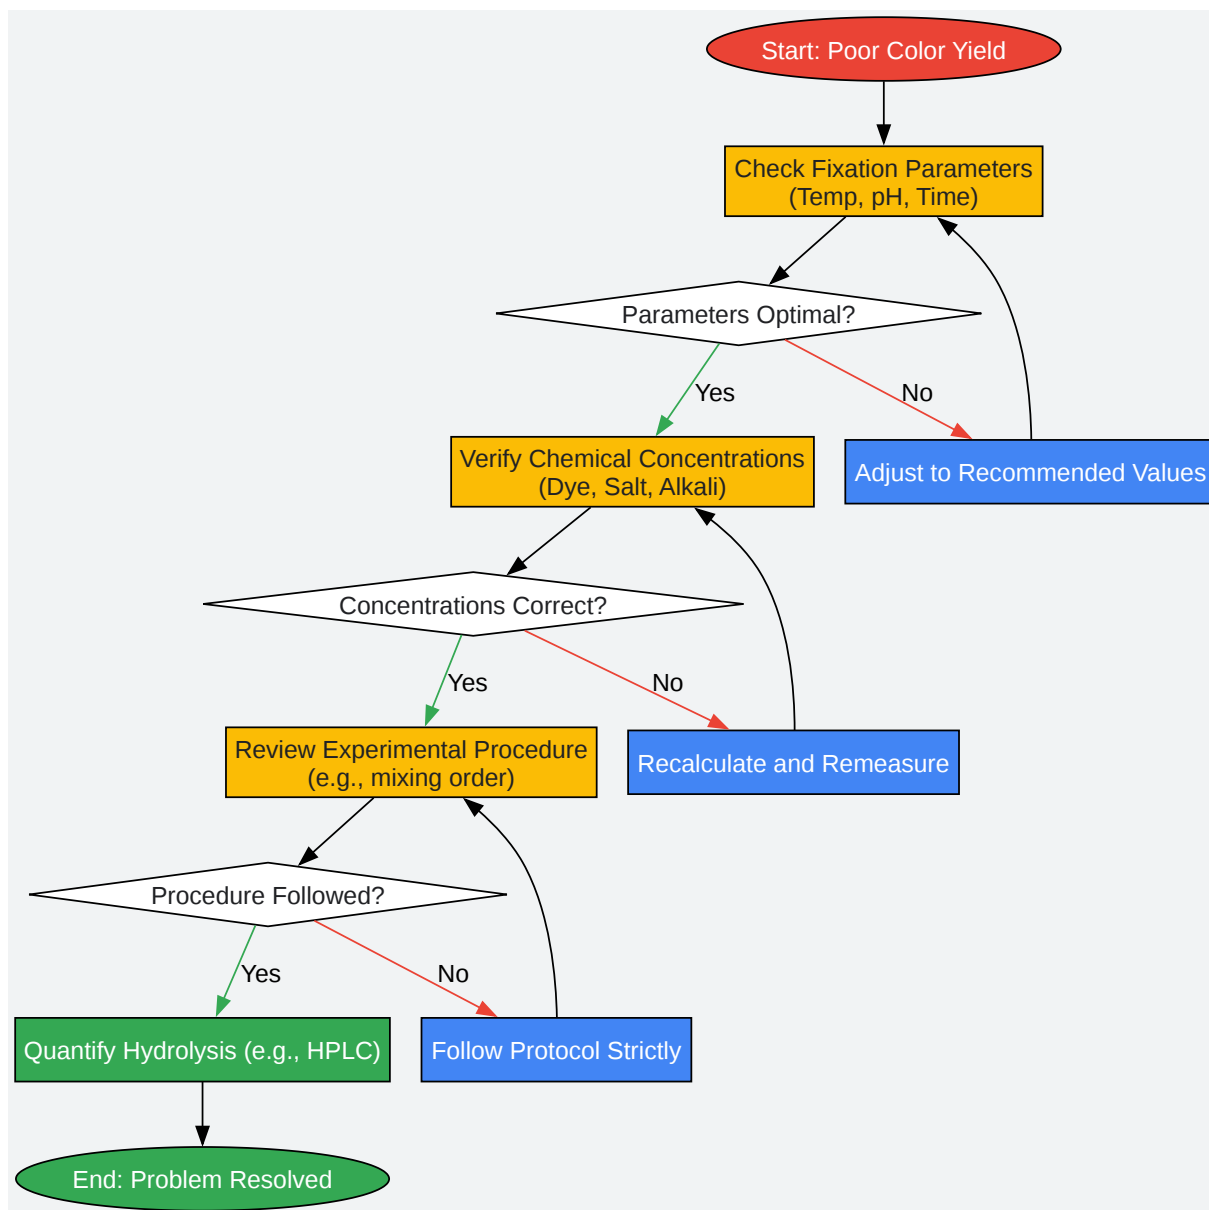 Start: Poor Color Yield
Check Fixation Parameters
(Temp, pH, Time)
Parameters Optimal?
Yes
No
Verify Chemical Concentrations
(Dye, Salt, Alkali)
Adjust to Recommended Values
Concentrations Correct?
Yes
No
Review Experimental Procedure
(e.g., mixing order)
Recalculate and Remeasure
Procedure Followed?
Yes
No
Quantify Hydrolysis (e.g., HPLC)
Follow Protocol Strictly
End: Problem Resolved